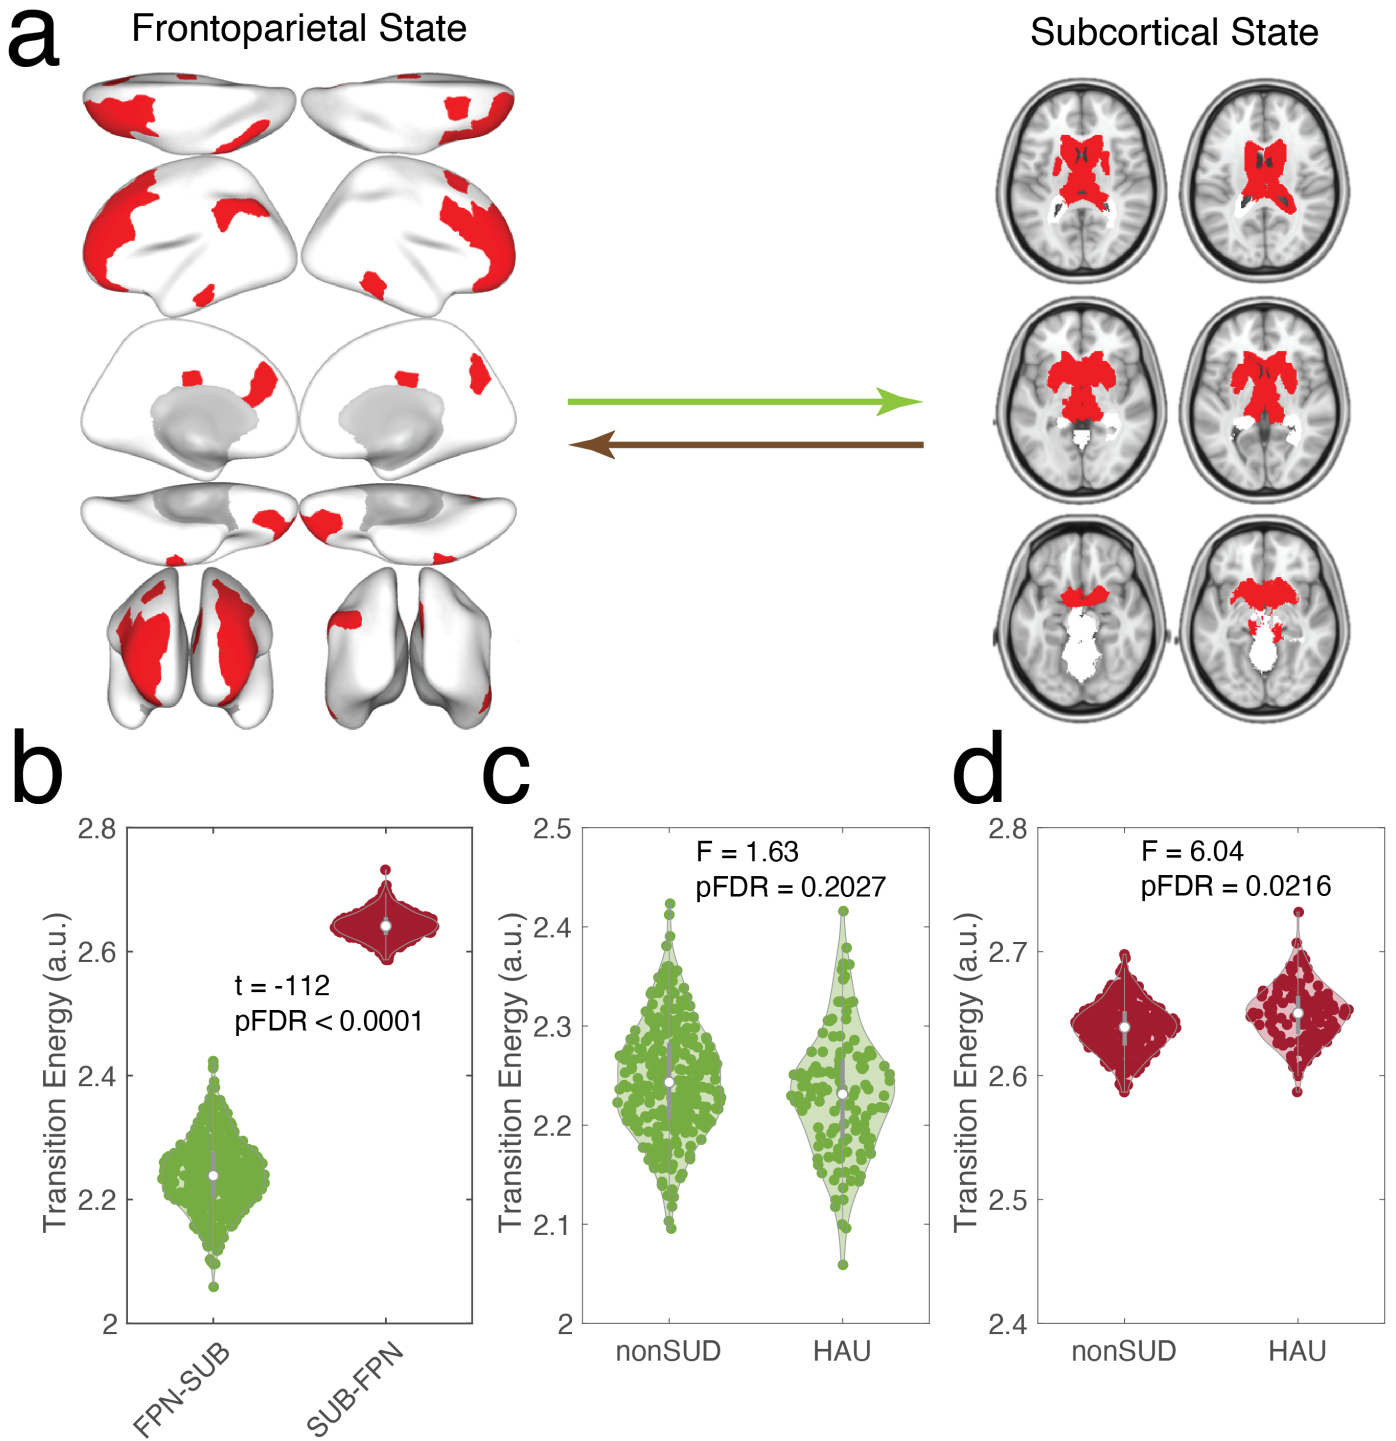 a
Frontoparietal State
Subcortical State
b
c
d
2.8
2.6
2.4
2.2
2
Transition Energy (a.u.)
t = -112
pFDR < 0.0001
FPN-SUB
SUB-FPN
2.5
2.4
2.3
2.2
2.1
2
Transition Energy (a.u.)
F = 1.63
pFDR = 0.2027
nonSUD
HAU
2.8
2.7
2.6
2.5
2.4
Transition Energy (a.u.)
F = 6.04
pFDR = 0.0216
nonSUD
HAU